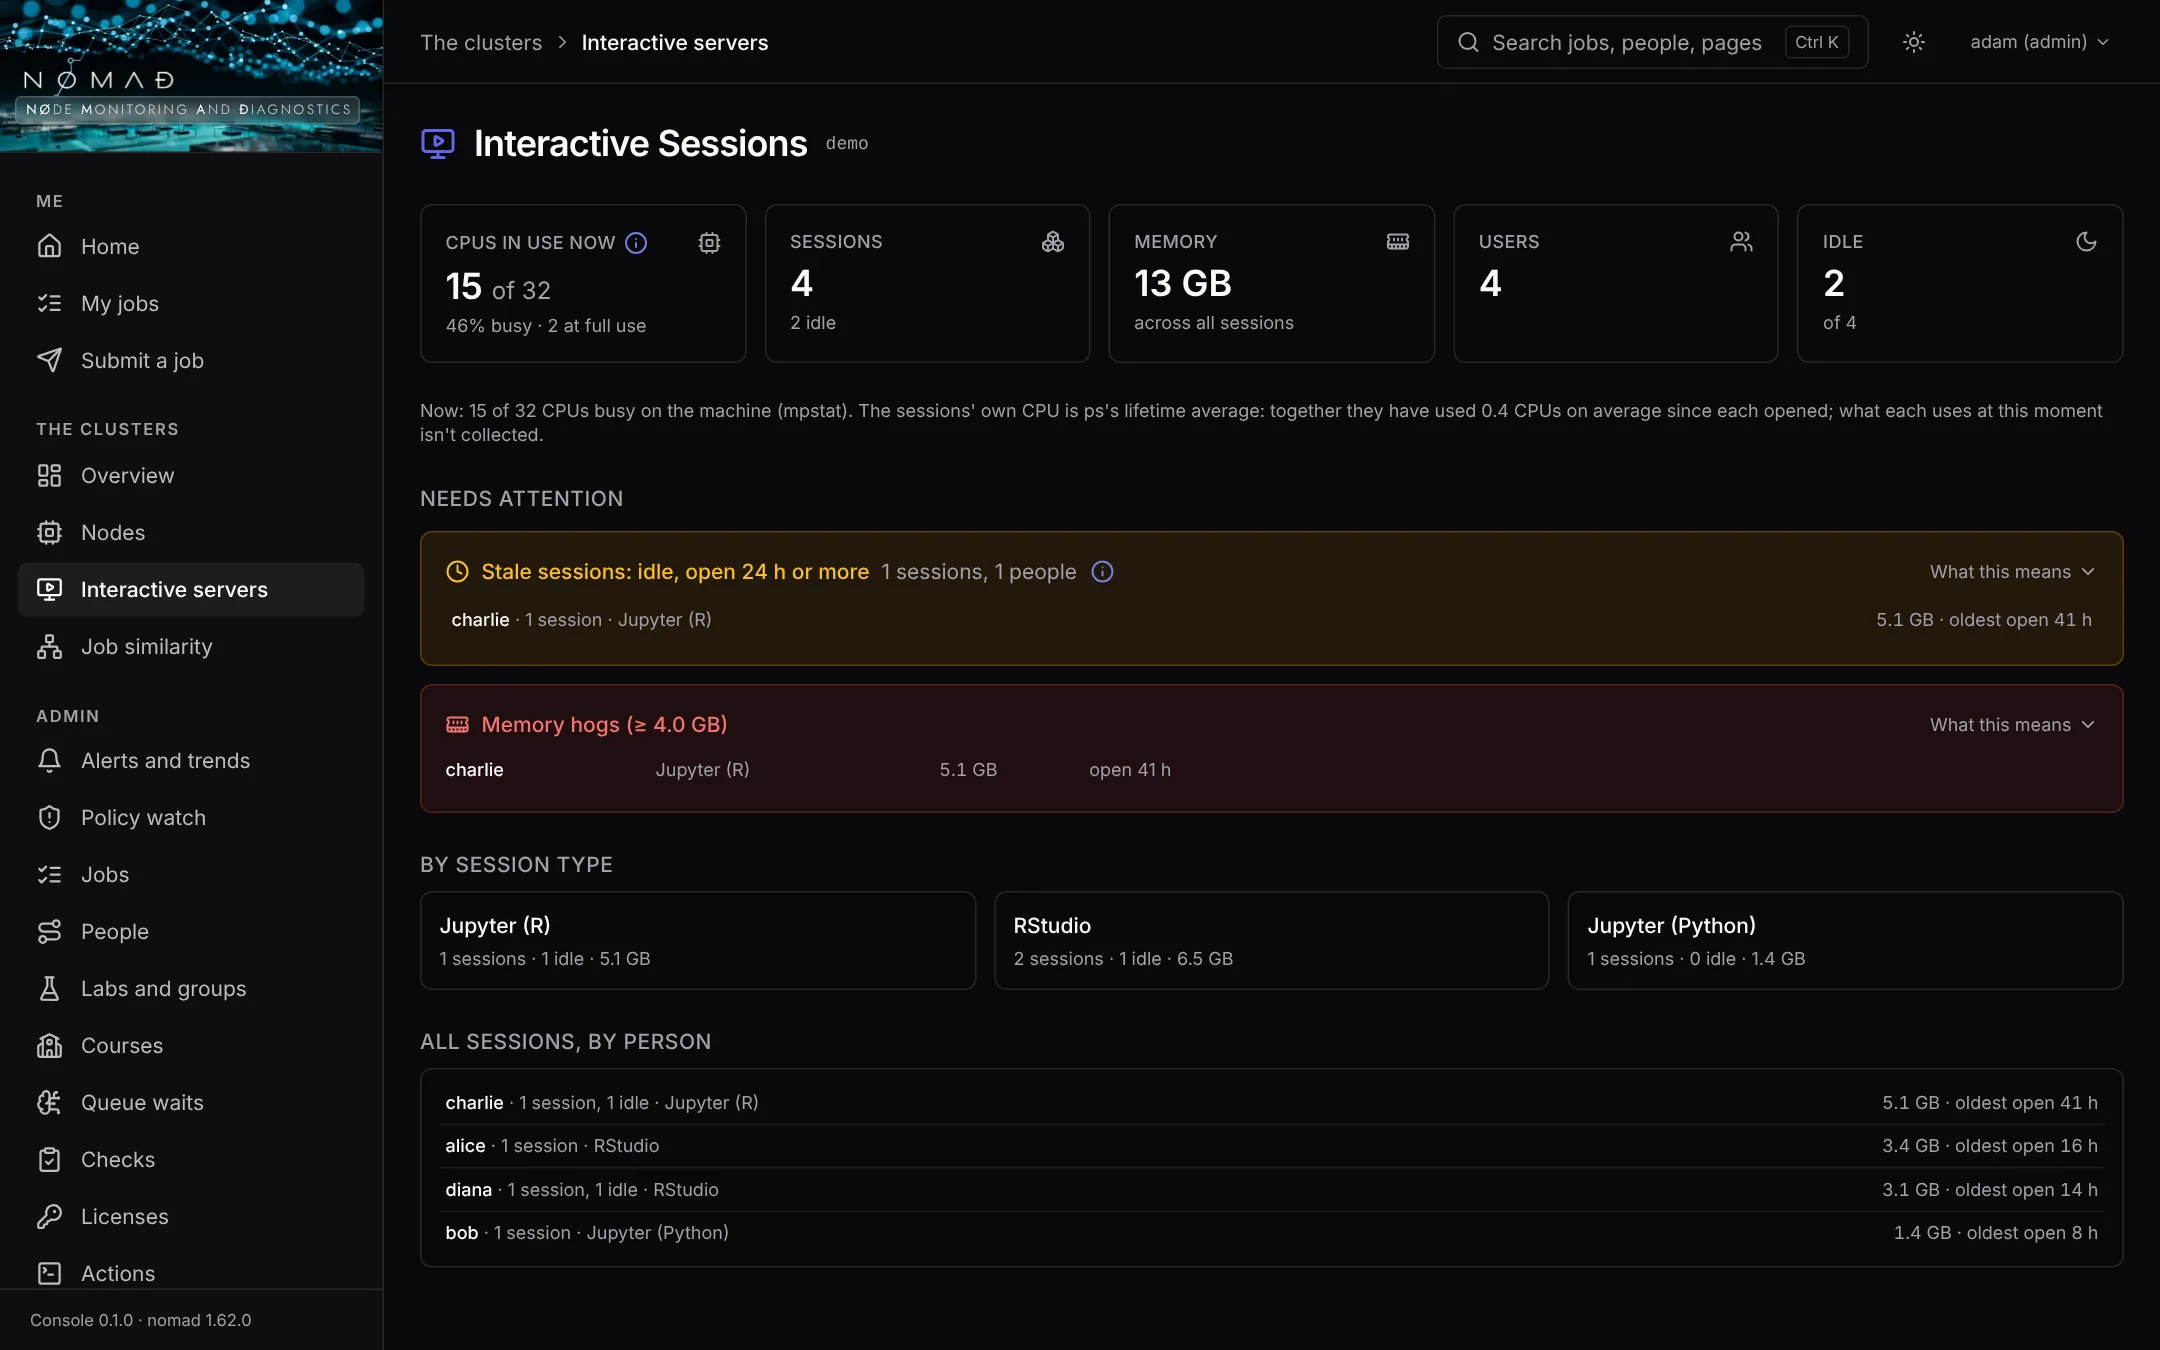 NØMAÐ
NØDE MONITORING AND ÐIAGNOSTICS
ME
Home
My jobs
Submit a job
THE CLUSTERS
Overview
Nodes
Interactive servers
Job similarity
ADMIN
Alerts and trends
Policy watch
Jobs
People
Labs and groups
Courses
Queue waits
Checks
Licenses
Actions
Console 0.1.0 · nomad 1.62.0
The clusters > Interactive servers
Search jobs, people, pages Ctrl K
adam (admin)
Interactive Sessions demo
CPUS IN USE NOW
15 of 32
46% busy · 2 at full use
SESSIONS
4
2 idle
MEMORY
13 GB
across all sessions
USERS
4
IDLE
2
of 4
Now: 15 of 32 CPUs busy on the machine (mpstat). The sessions' own CPU is ps's lifetime average: together they have used 0.4 CPUs on average since each opened; what each uses at this moment
isn't collected.
NEEDS ATTENTION
Stale sessions: idle, open 24 h or more 1 sessions, 1 people What this means
charlie · 1 session · Jupyter (R) 5.1 GB · oldest open 41 h
Memory hogs (≥ 4.0 GB) What this means
charlie Jupyter (R) 5.1 GB open 41 h
BY SESSION TYPE
Jupyter (R)
1 sessions · 1 idle · 5.1 GB
RStudio
2 sessions · 1 idle · 6.5 GB
Jupyter (Python)
1 sessions · 0 idle · 1.4 GB
ALL SESSIONS, BY PERSON
charlie · 1 session, 1 idle · Jupyter (R) 5.1 GB · oldest open 41 h
alice · 1 session · RStudio 3.4 GB · oldest open 16 h
diana · 1 session, 1 idle · RStudio 3.1 GB · oldest open 14 h
bob · 1 session · Jupyter (Python) 1.4 GB · oldest open 8 h